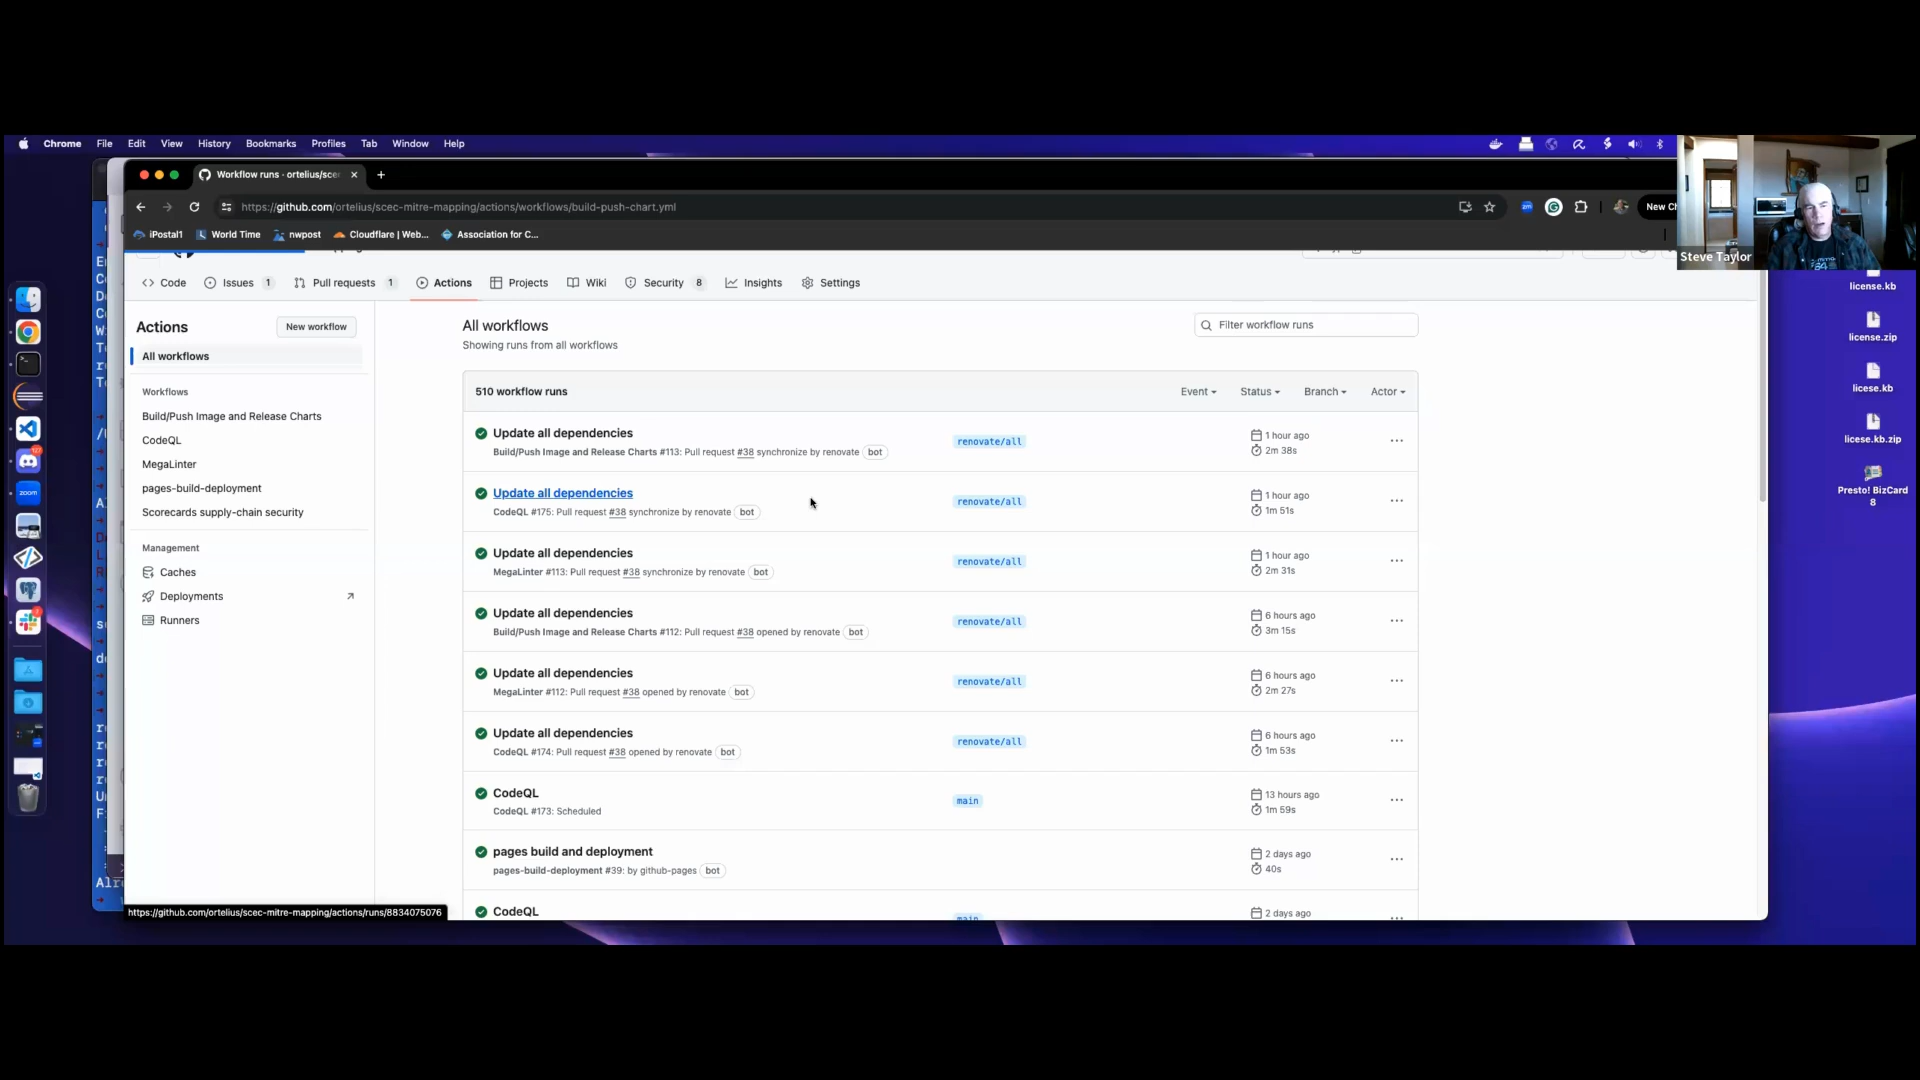 Chrome File Edit View History Bookmarks Profiles Tab Window Help
Workflow runs · ortelius/sce
https://github.com/ortelius/scec-mitre-mapping/actions/workflows/build-push-chart.yml
New Ch
iPostal1 World Time nwpost Cloudflare | Web... Association for C...
Steve Taylor
Code Issues 1 Pull requests 1 Actions Projects Wiki Security 8 Insights Settings
license.kb
license.zip
licese.kb
licese.kb.zip
Presto! BizCard
8
Actions
New workflow
All workflows
Workflows
Build/Push Image and Release Charts
CodeQL
MegaLinter
pages-build-deployment
Scorecards supply-chain security
Management
Caches
Deployments
Runners
All workflows
Showing runs from all workflows
Filter workflow runs
510 workflow runs
Event Status Branch Actor
Update all dependencies
Build/Push Image and Release Charts #113: Pull request #38 synchronize by renovate bot
renovate/all
1 hour ago
2m 38s
Update all dependencies
CodeQL #175: Pull request #38 synchronize by renovate bot
renovate/all
1 hour ago
1m 51s
Update all dependencies
MegaLinter #113: Pull request #38 synchronize by renovate bot
renovate/all
1 hour ago
2m 31s
Update all dependencies
Build/Push Image and Release Charts #112: Pull request #38 opened by renovate bot
renovate/all
6 hours ago
3m 15s
Update all dependencies
MegaLinter #112: Pull request #38 opened by renovate bot
renovate/all
6 hours ago
2m 27s
Update all dependencies
CodeQL #174: Pull request #38 opened by renovate bot
renovate/all
6 hours ago
1m 53s
CodeQL
CodeQL #173: Scheduled
main
13 hours ago
1m 59s
pages build and deployment
pages-build-deployment #39: by github-pages bot
2 days ago
40s
CodeQL
main
2 days ago
https://github.com/ortelius/scec-mitre-mapping/actions/runs/8834075076
zoom